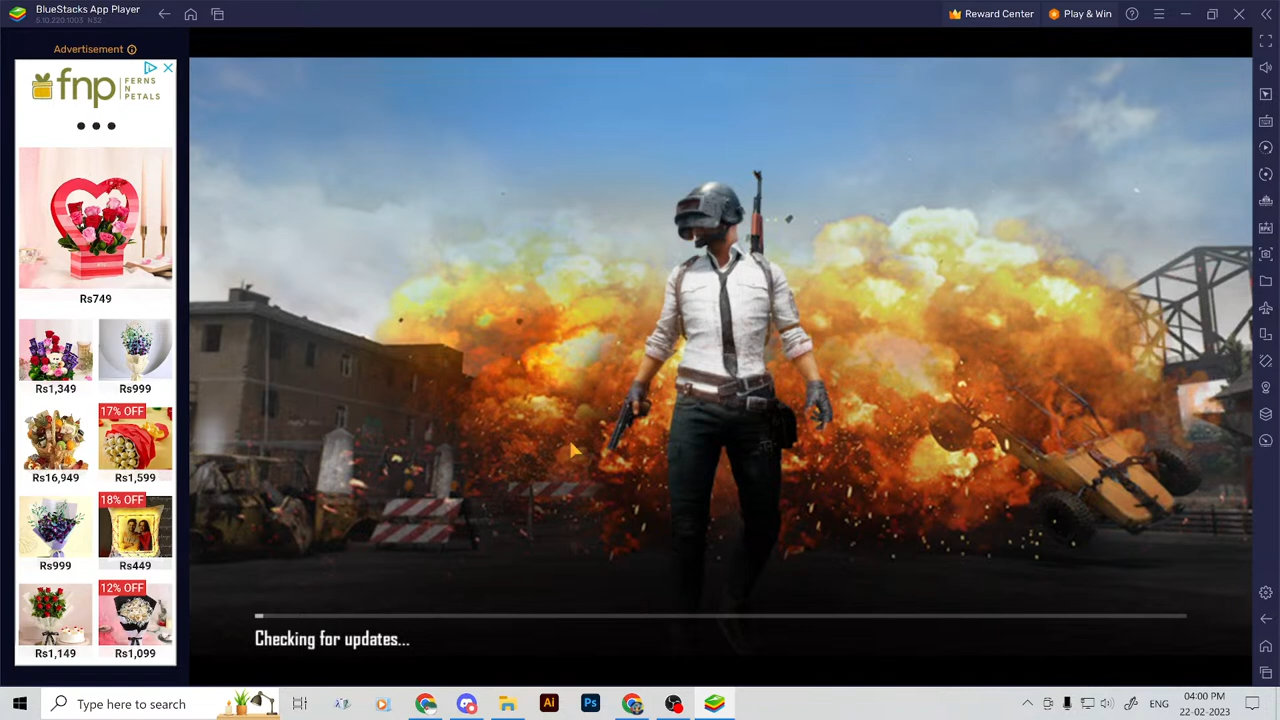 BlueStacks App Player
5.10.220.1003 N32
Reward Center
Play & Win
Advertisement
fnp
FERNS
N
PETALS
Rs749
Rs1,349
Rs999
17% OFF
Rs16,949
Rs1,599
18% OFF
Rs999
Rs449
12% OFF
Rs1,149
Rs1,099
Checking for updates...
Type here to search
Ai
Ps
ENG
04:00 PM
22-02-2023